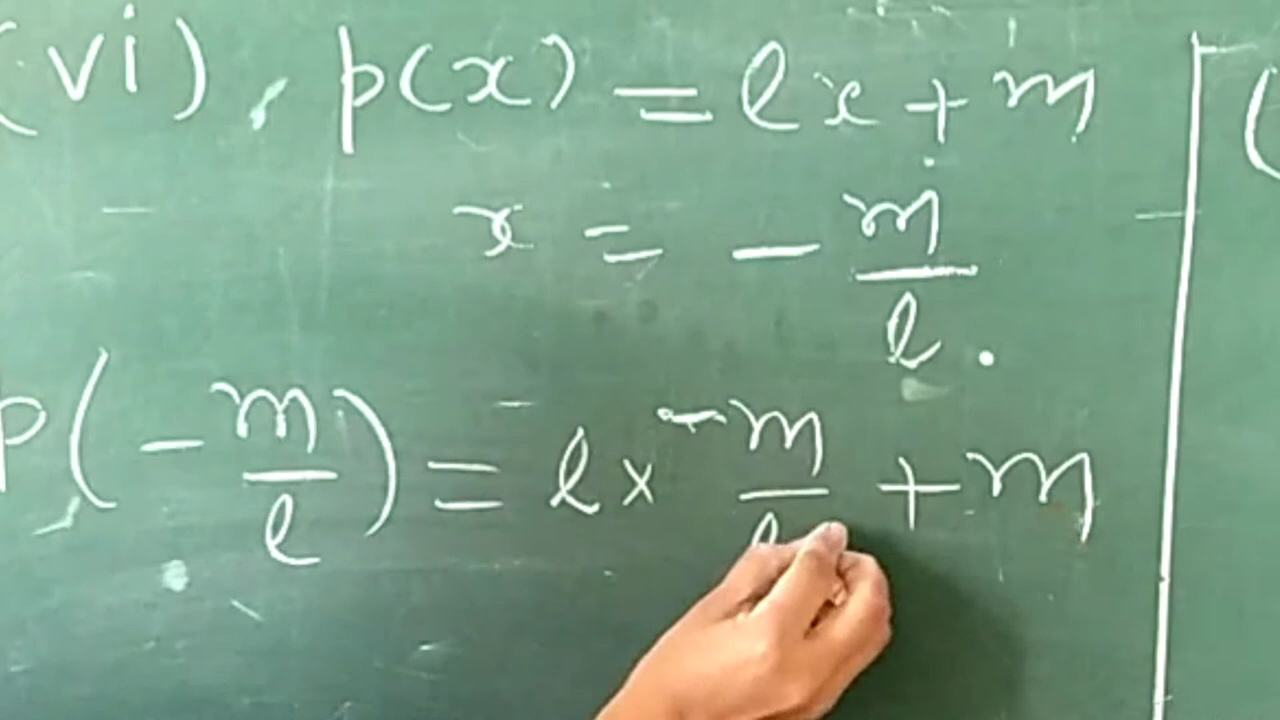 (vi), p(x) = lx + m
x = - m/l.
p(- m/l) = l × - m/l + m
(